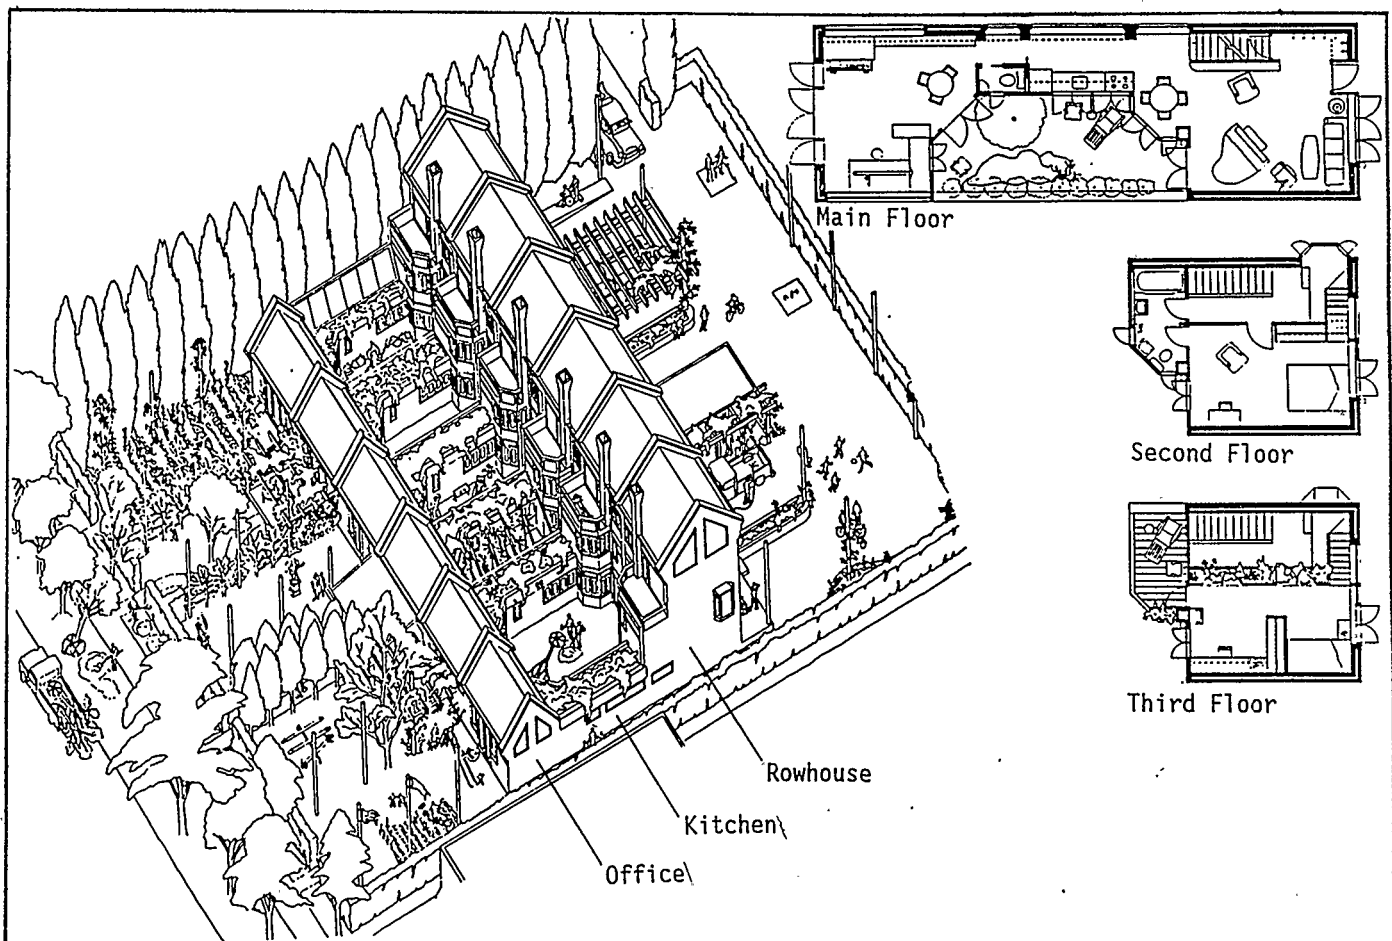 Main Floor
Second Floor
Third Floor
Rowhouse
Kitchen
Office